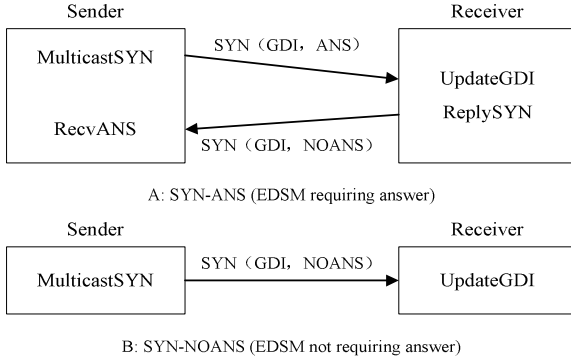 Sender
Receiver
MulticastSYN
SYN（GDI，ANS）
UpdateGDI
ReplySYN
RecvANS
SYN（GDI，NOANS）
A: SYN-ANS (EDSM requiring answer)
Sender
Receiver
MulticastSYN
SYN（GDI，NOANS）
UpdateGDI
B: SYN-NOANS (EDSM not requiring answer)